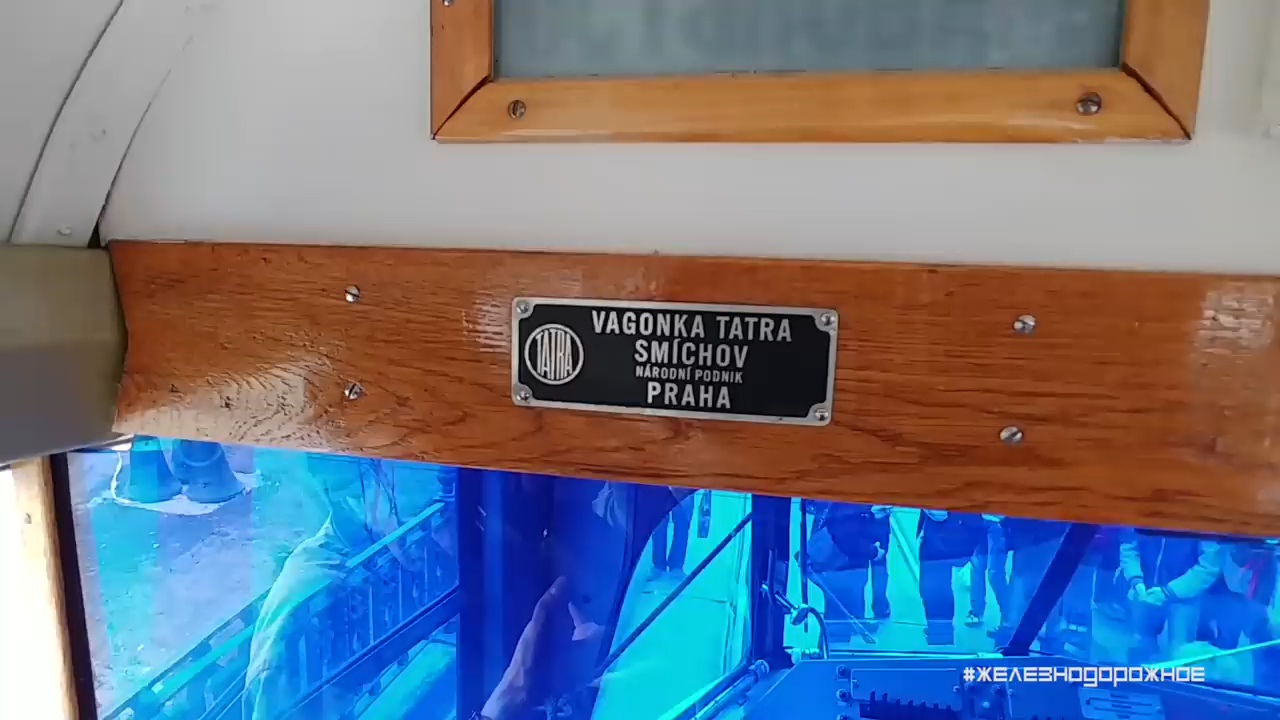 VAGONKA TATRA
TATRA
SMÍCHOV
NÁRODNÍ PODNIK
PRAHA
#ЖЕЛЕЗНОДОРОЖНОЕ